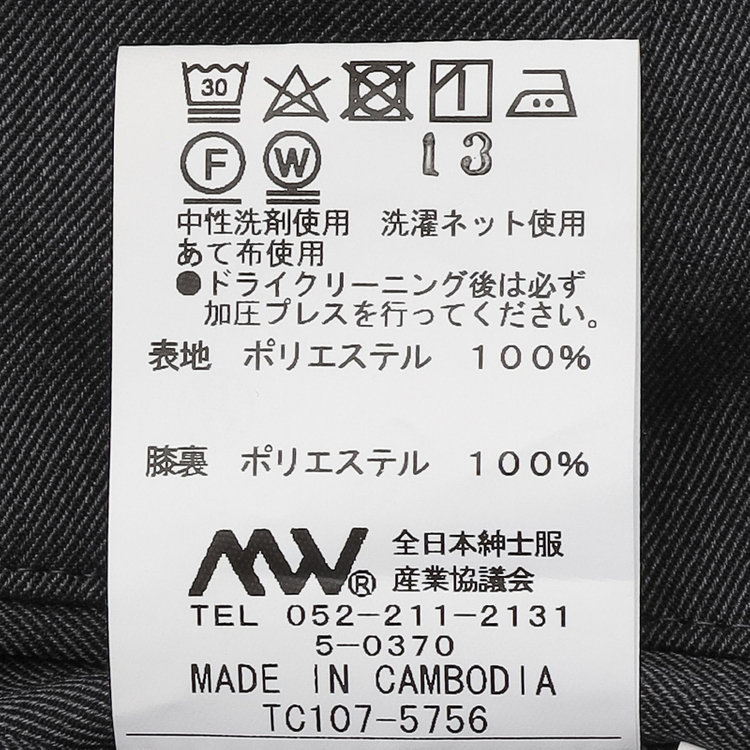 30
F W 13
中性洗剤使用 洗濯ネット使用
あて布使用
●ドライクリーニング後は必ず
加圧プレスを行ってください。
表地 ポリエステル 100%
膝裏 ポリエステル 100%
MW® 全日本紳士服
産業協議会
TEL 052-211-2131
5-0370
MADE IN CAMBODIA
TC107-5756